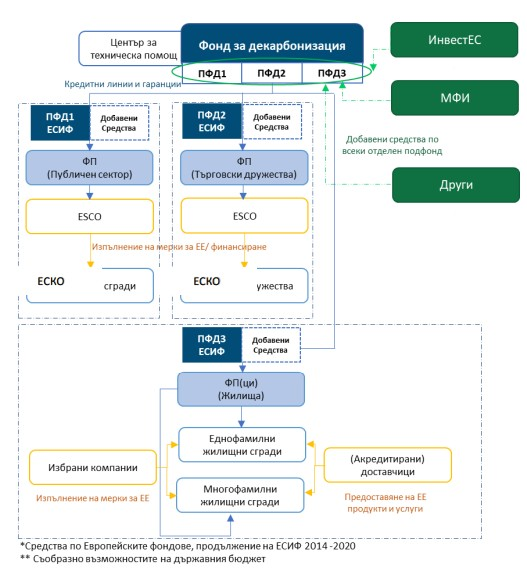 Център за
техническа помощ
Фонд за декарбонизация
ПФД1 ПФД2 ПФД3
ИнвестЕС
МФИ
Други
Кредитни линии и гаранции
Добавени средства по
всеки отделен подфонд
ПФД1
ЕСИФ
Добавени
Средства
ФП
(Публичен сектор)
ESCO
ПФД2
ЕСИФ
Добавени
Средства
ФП
(Търговски дружества)
ESCO
Изпълнение на мерки за ЕЕ/ финансиране
ЕСКО
сгради
ЕСКО
ужества
ПФД3
ЕСИФ
Добавени
Средства
ФП(ци)
(Жилища)
Еднофамилни
жилищни сгради
Избрани компании
(Акредитирани)
доставчици
Многофамилни
жилищни сгради
Изпълнение на мерки за ЕЕ
Предоставяне на ЕЕ
продукти и услуги
*Средства по Европейските фондове, продължение на ЕСИФ 2014 -2020
** Съобразно възможностите на държавния бюджет